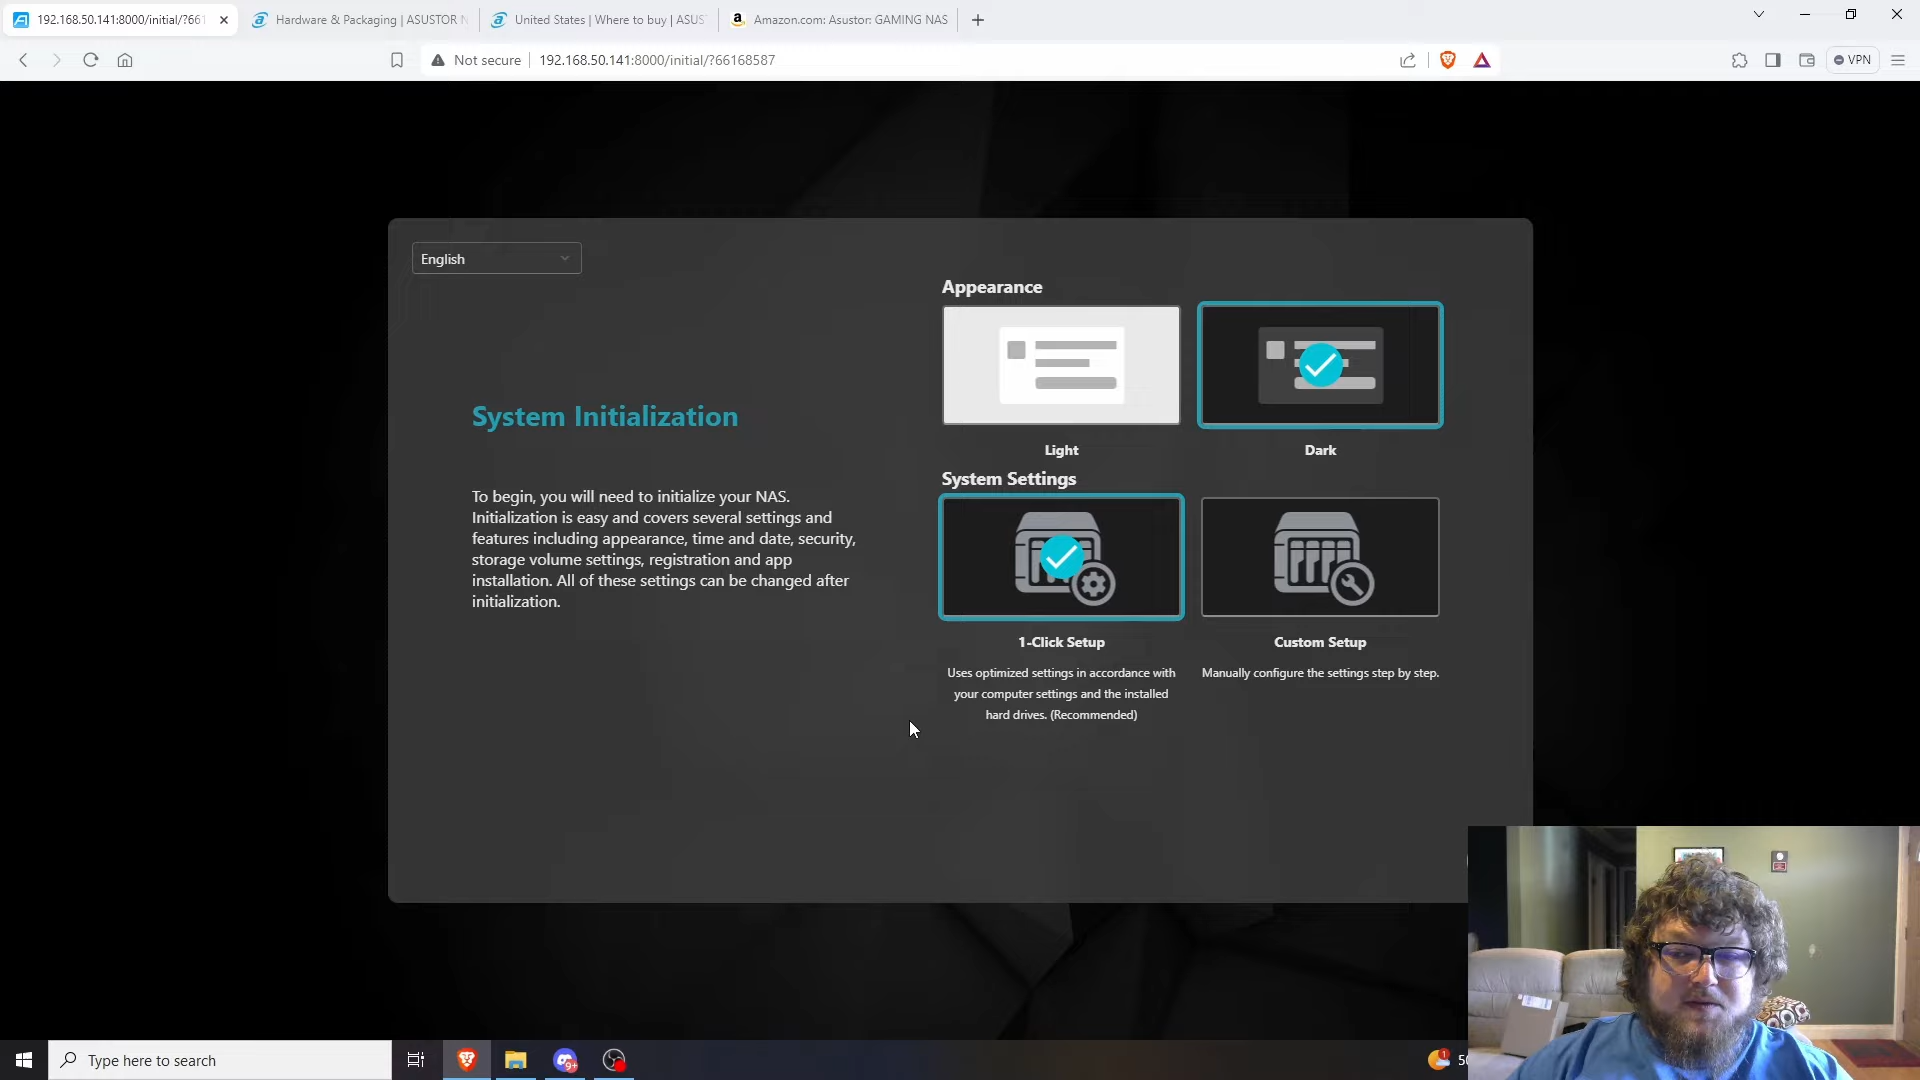 192.168.50.141:8000/initial/?661
Hardware & Packaging | ASUSTOR N
United States | Where to buy | ASUS
Amazon.com: Asustor: GAMING NAS
Not secure
192.168.50.141:8000/initial/?66168587
VPN
English
Appearance
Light
Dark
System Initialization
To begin, you will need to initialize your NAS.
Initialization is easy and covers several settings and
features including appearance, time and date, security,
storage volume settings, registration and app
installation. All of these settings can be changed after
initialization.
System Settings
1-Click Setup
Uses optimized settings in accordance with
your computer settings and the installed
hard drives. (Recommended)
Custom Setup
Manually configure the settings step by step.
Type here to search
9+
1